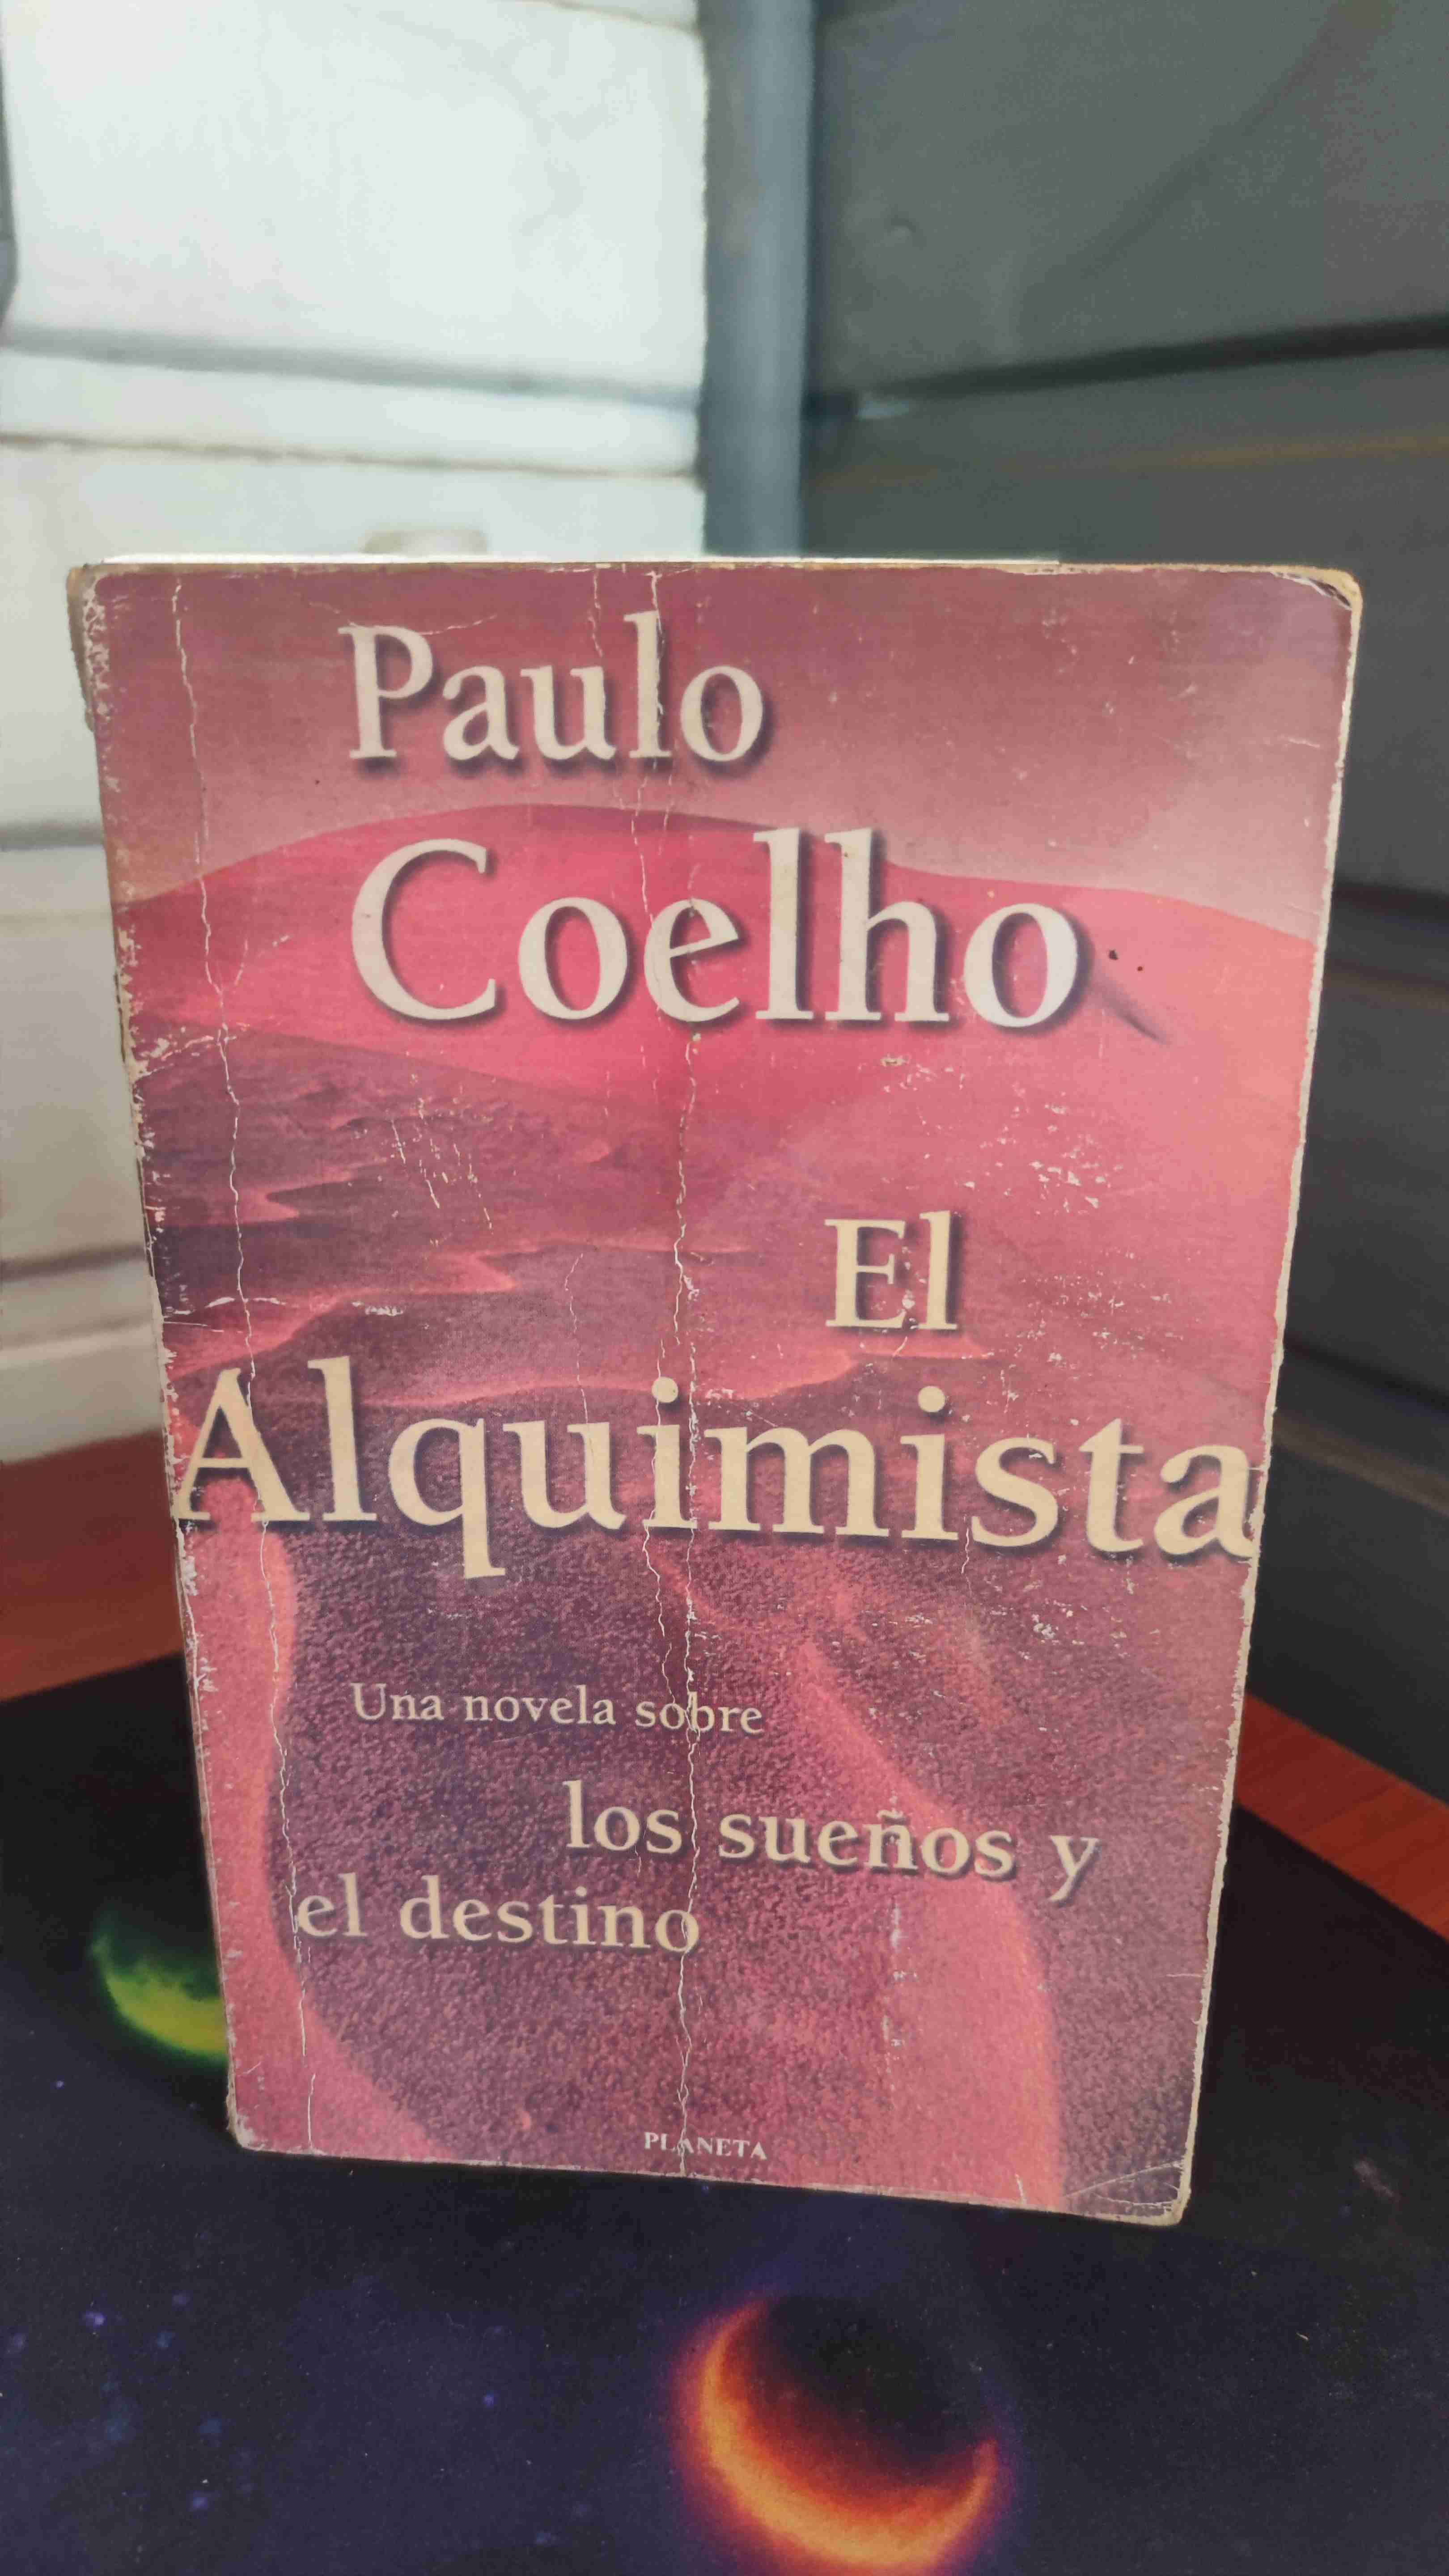 Paulo
Coelho
El
Alquimista
Una novela sobre
los sueños y
el destino
PLANETA